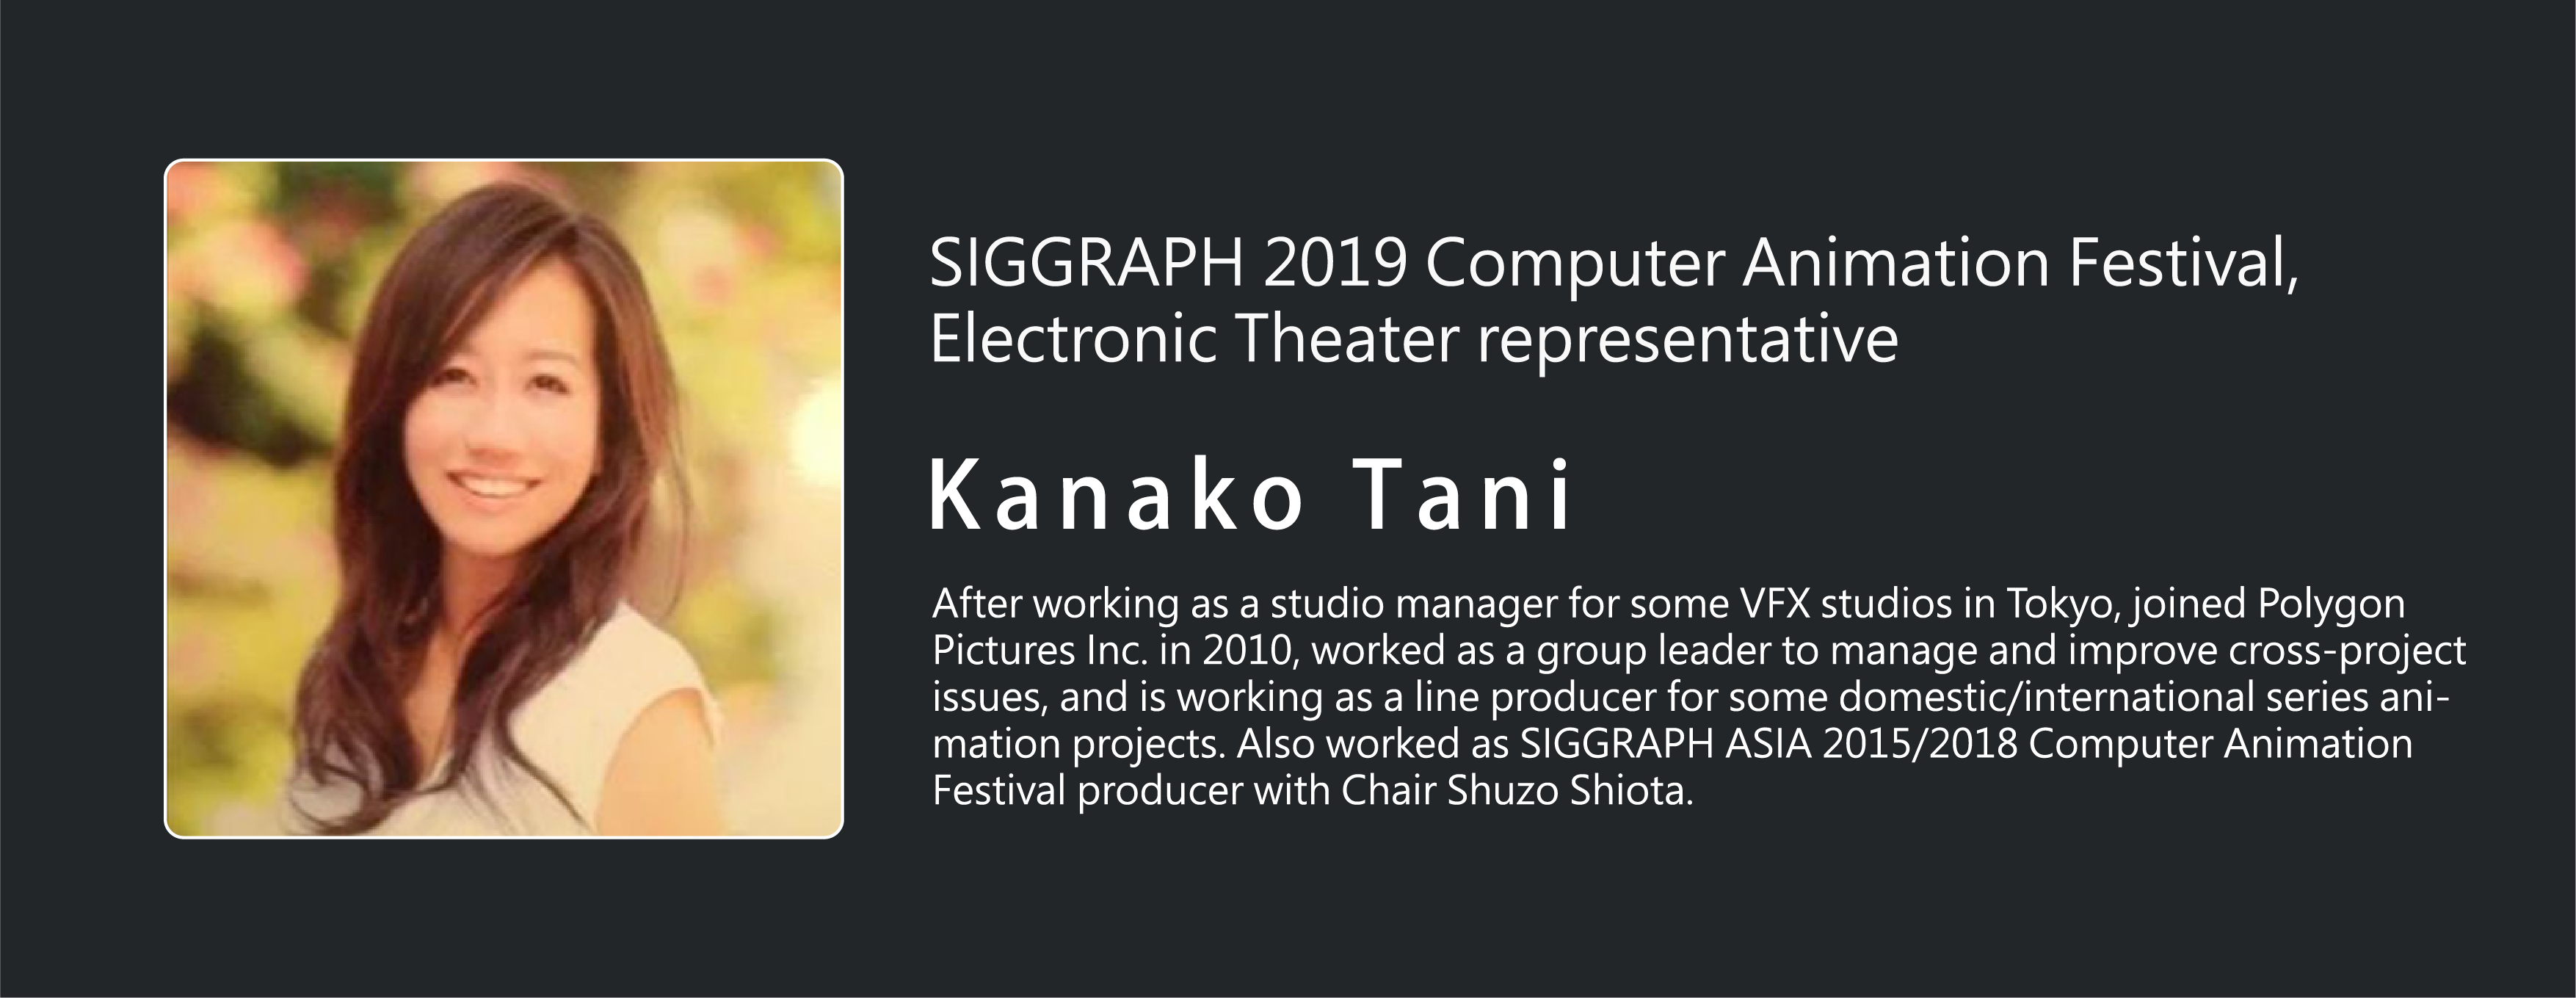 SIGGRAPH 2019 Computer Animation Festival,
Electronic Theater representative
Kanako Tani
After working as a studio manager for some VFX studios in Tokyo, joined Polygon
Pictures Inc. in 2010, worked as a group leader to manage and improve cross-project
issues, and is working as a line producer for some domestic/international series ani-
mation projects. Also worked as SIGGRAPH ASIA 2015/2018 Computer Animation
Festival producer with Chair Shuzo Shiota.